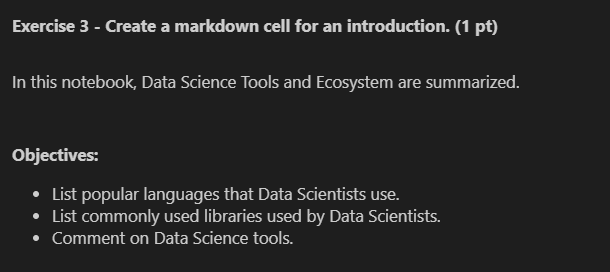 Exercise 3 - Create a markdown cell for an introduction. (1 pt)
In this notebook, Data Science Tools and Ecosystem are summarized.
Objectives:
• List popular languages that Data Scientists use.
• List commonly used libraries used by Data Scientists.
• Comment on Data Science tools.